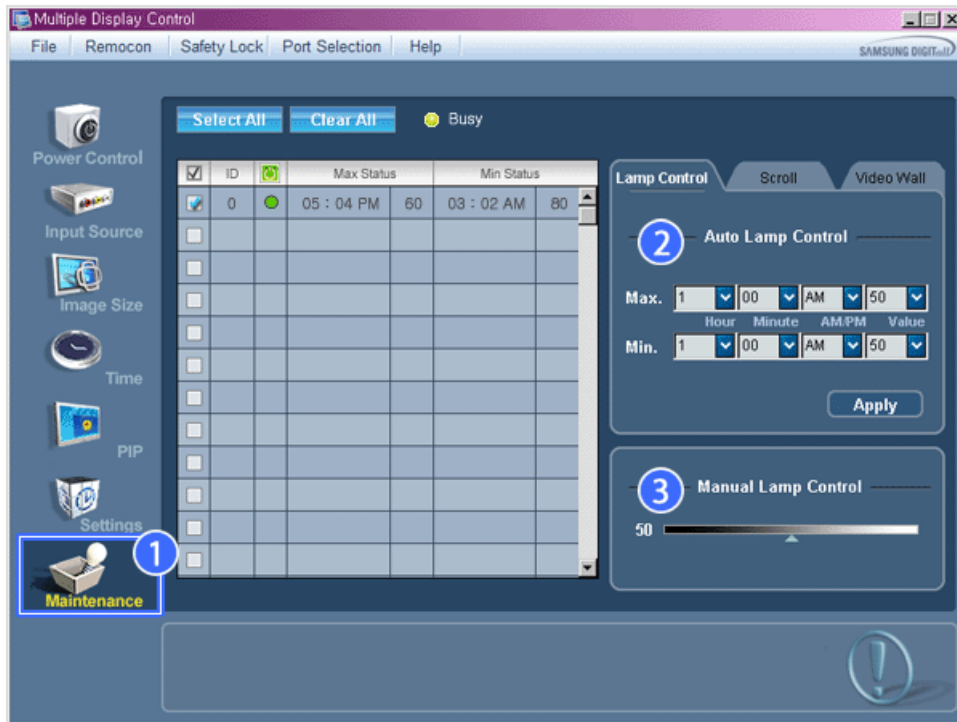 Multiple Display Control
File Remocon Safety Lock Port Selection Help
SAMSUNG DIGITall
Select All Clear All Busy
Power Control
Input Source
Image Size
Time
PIP
Settings
1
Maintenance
ID Max Status Min Status
0 05 : 04 PM 60 03 : 02 AM 80
Lamp Control Scroll Video Wall
2 Auto Lamp Control
Max. 1 00 AM 50
Hour Minute AM/PM Value
Min. 1 00 AM 50
Apply
3 Manual Lamp Control
50